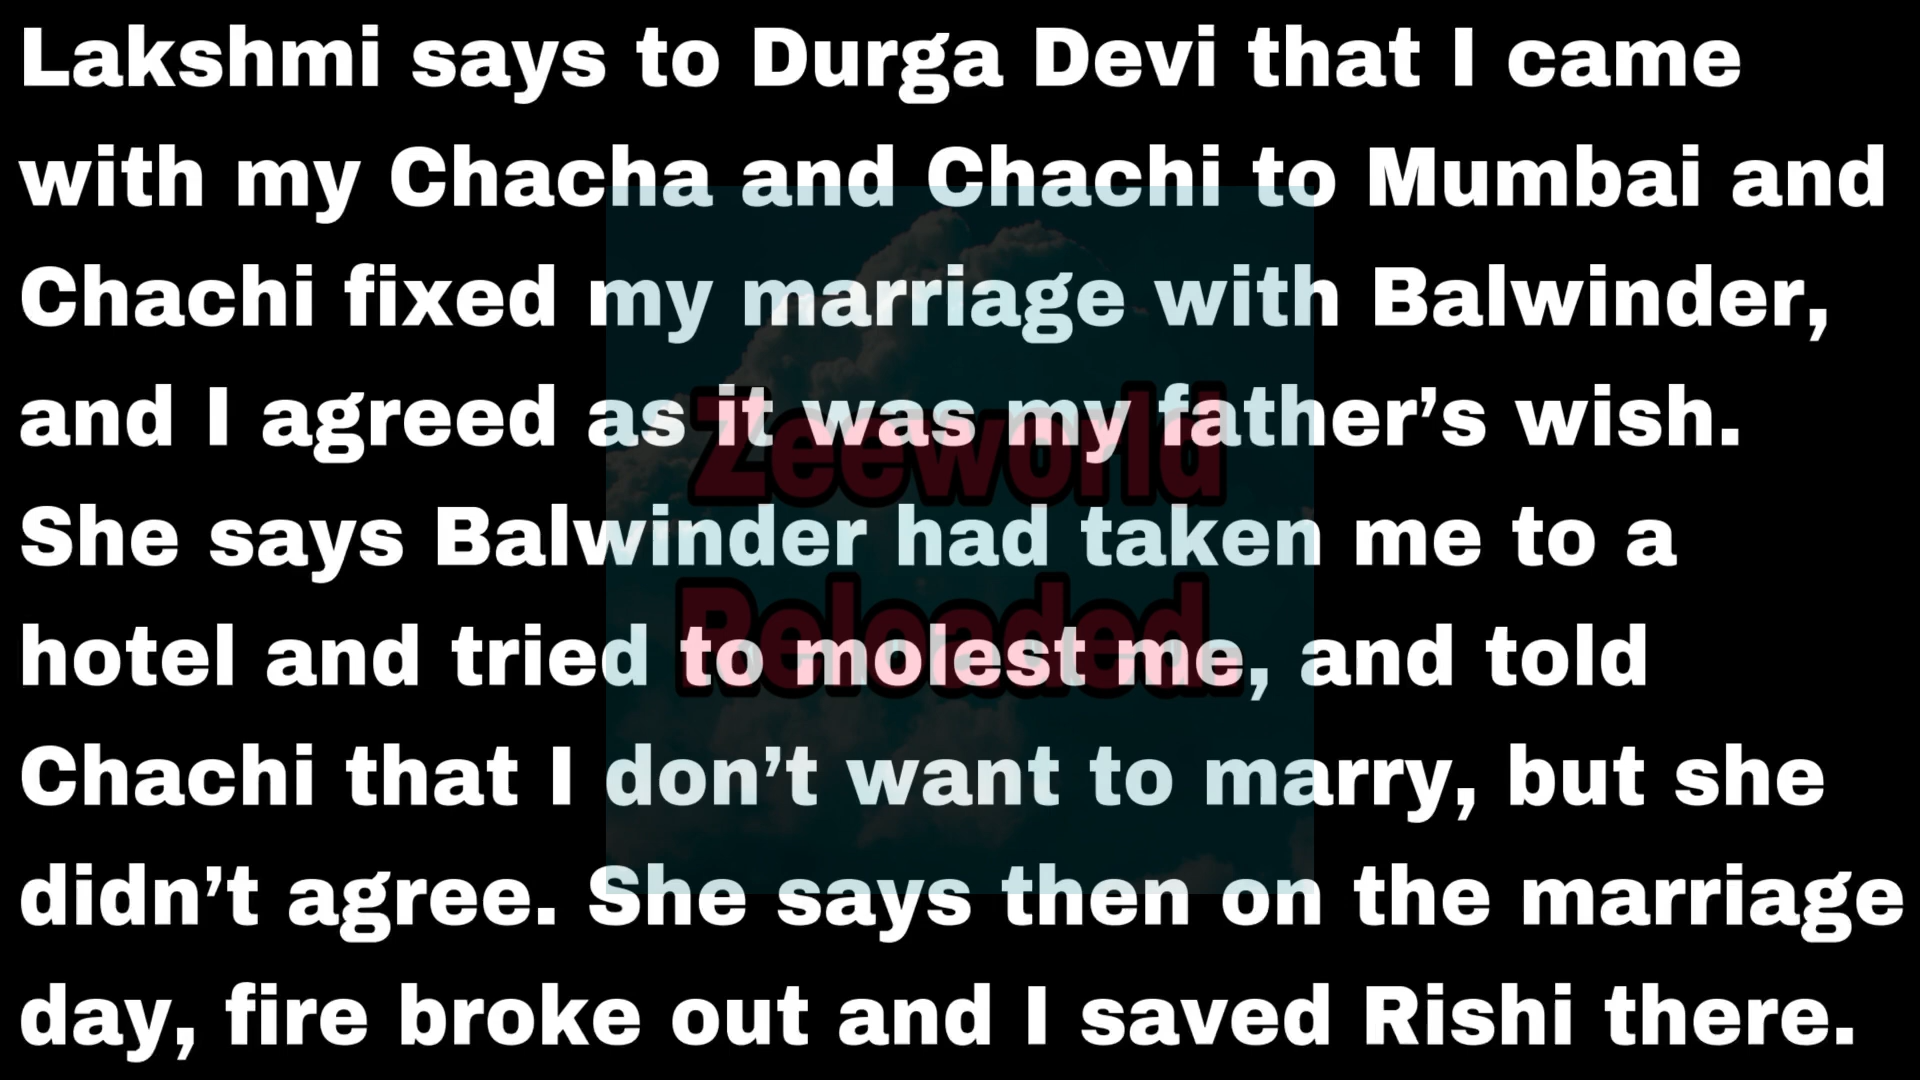 Lakshmi says to Durga Devi that I came
with my Chacha and Chachi to Mumbai and
Chachi fixed my marriage with Balwinder,
and I agreed as it was my father’s wish.
Zeeworld
She says Balwinder had taken me to a
hotel and tried to molest me, and told
Reloaded.
Chachi that I don’t want to marry, but she
didn’t agree. She says then on the marriage
day, fire broke out and I saved Rishi there.